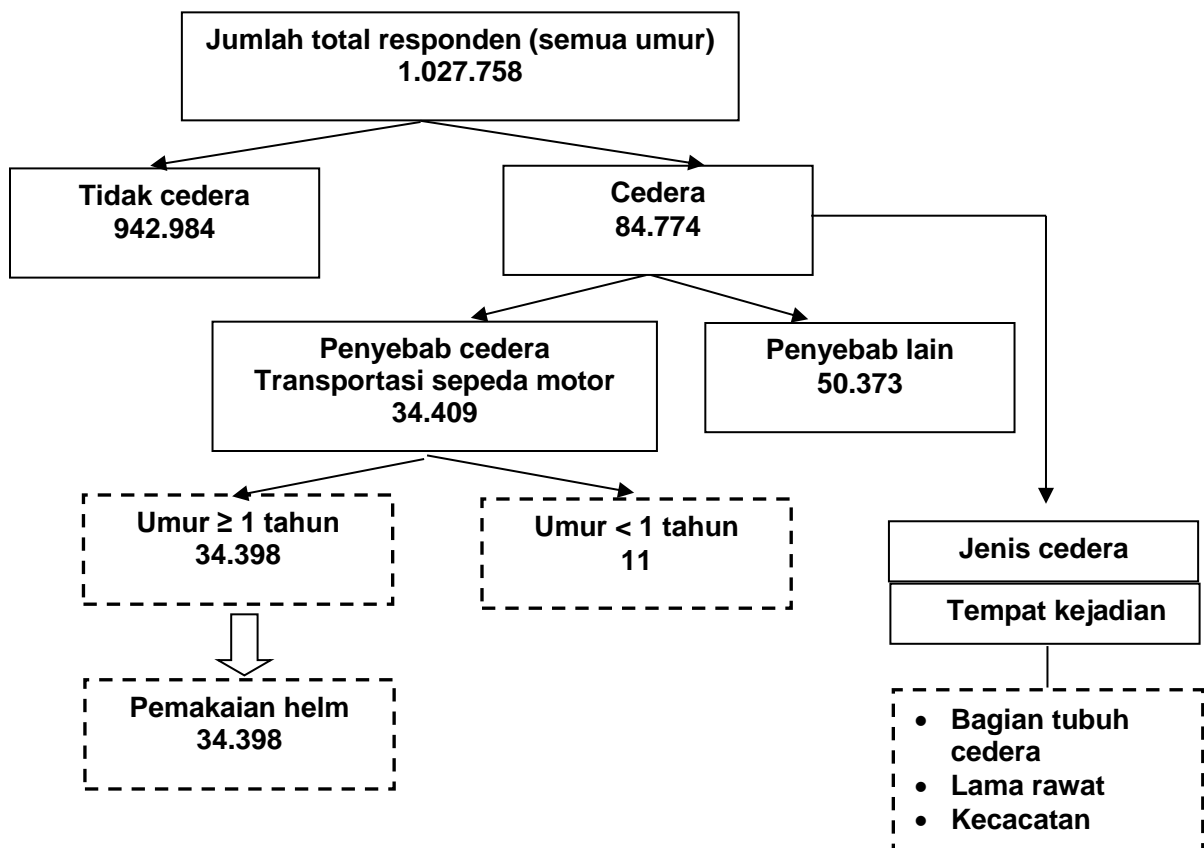 Jumlah total responden (semua umur)
1.027.758
Tidak cedera
942.984
Cedera
84.774
Penyebab cedera
Transportasi sepeda motor
34.409
Penyebab lain
50.373
Umur ≥ 1 tahun
34.398
Umur < 1 tahun
11
Jenis cedera
Tempat kejadian
Pemakaian helm
34.398
• Bagian tubuh
cedera
• Lama rawat
• Kecacatan